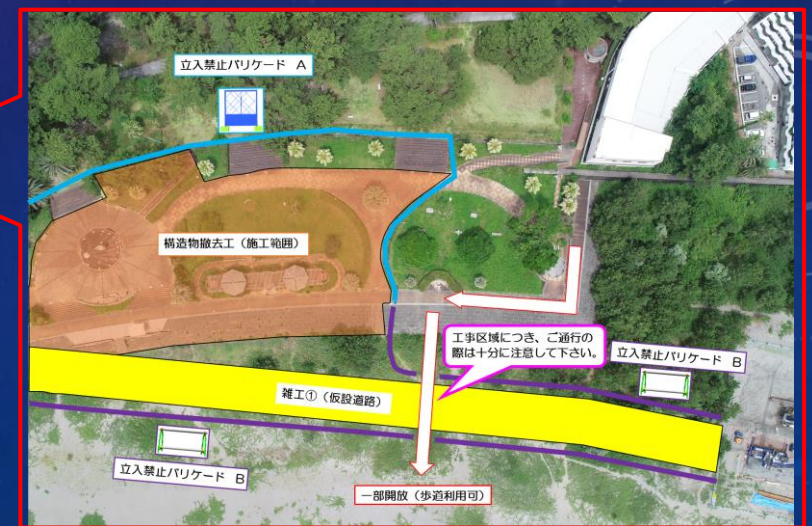 立入禁止バリケード A
構造物撤去工（施工範囲）
工事区域につき、ご通行の
際は十分に注意して下さい。
立入禁止バリケード B
雑工①（仮設道路）
立入禁止バリケード B
一部開放（歩道利用可）